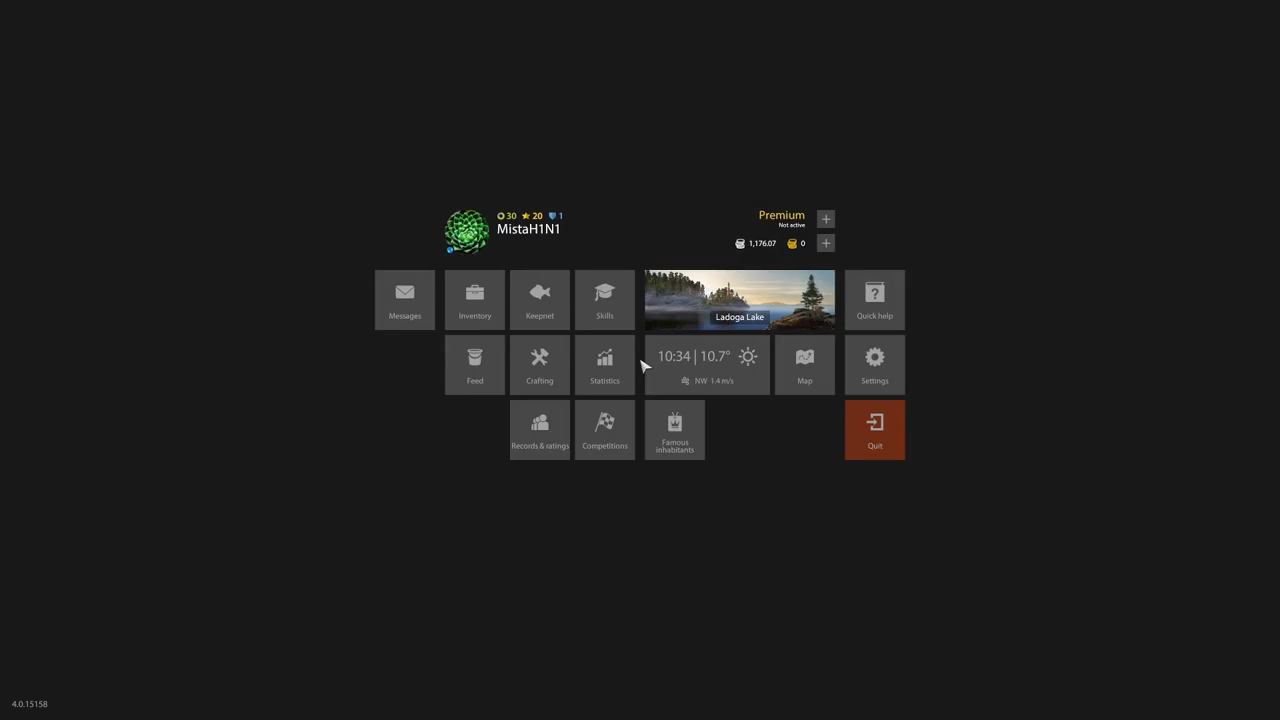 30 20 1
MistaH1N1
Premium
Not active
1,176.07 0
Messages
Inventory
Keepnet
Skills
Ladoga Lake
Quick help
Feed
Crafting
Statistics
10:34 | 10.7°
NW 1.4 m/s
Map
Settings
Records & ratings
Competitions
Famous
inhabitants
Quit
4.0.15158